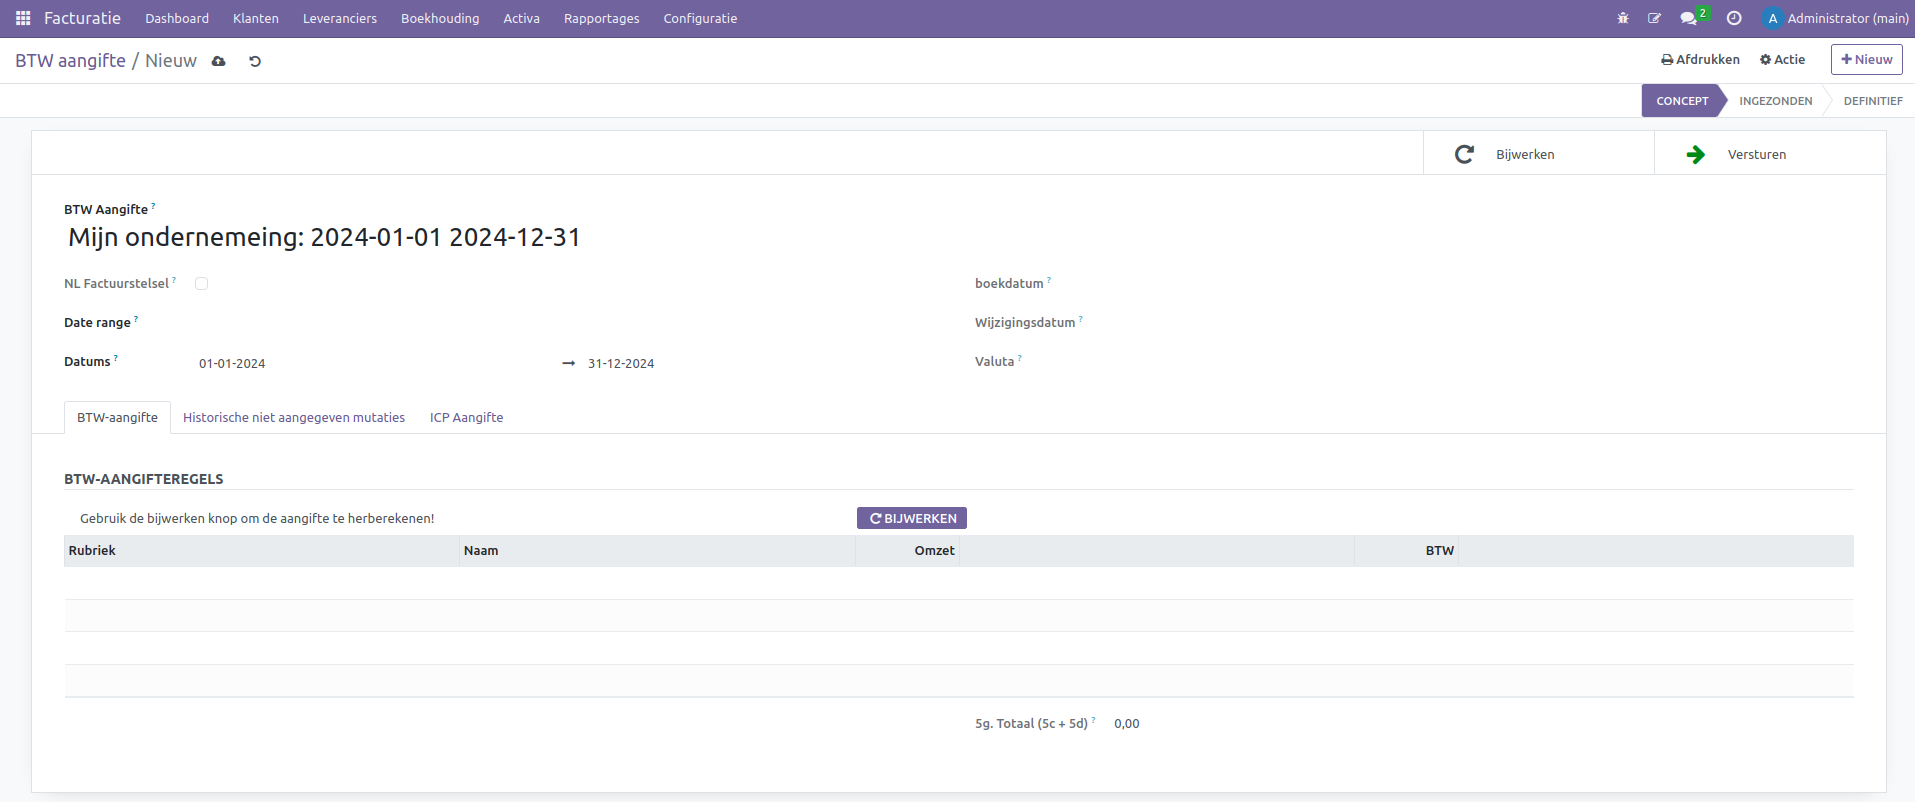 Facturatie Dashboard Klanten Leveranciers Boekhouding Activa Rapportages Configuratie 2 A Administrator (main)
BTW aangifte / Nieuw Afdrukken Actie Nieuw
CONCEPT INGEZONDEN DEFINITIEF
Bijwerken Versturen
BTW Aangifte ?
Mijn ondernemeing: 2024-01-01 2024-12-31
NL Factuurstelsel ? boekdatum ?
Date range ? Wijzigingsdatum ?
Datums ? 01-01-2024 → 31-12-2024 Valuta ?
BTW-aangifte Historische niet aangegeven mutaties ICP Aangifte
BTW-AANGIFTEREGELS
Gebruik de bijwerken knop om de aangifte te herberekenen! BIJWERKEN
Rubriek Naam Omzet BTW
5g. Totaal (5c + 5d) ? 0,00